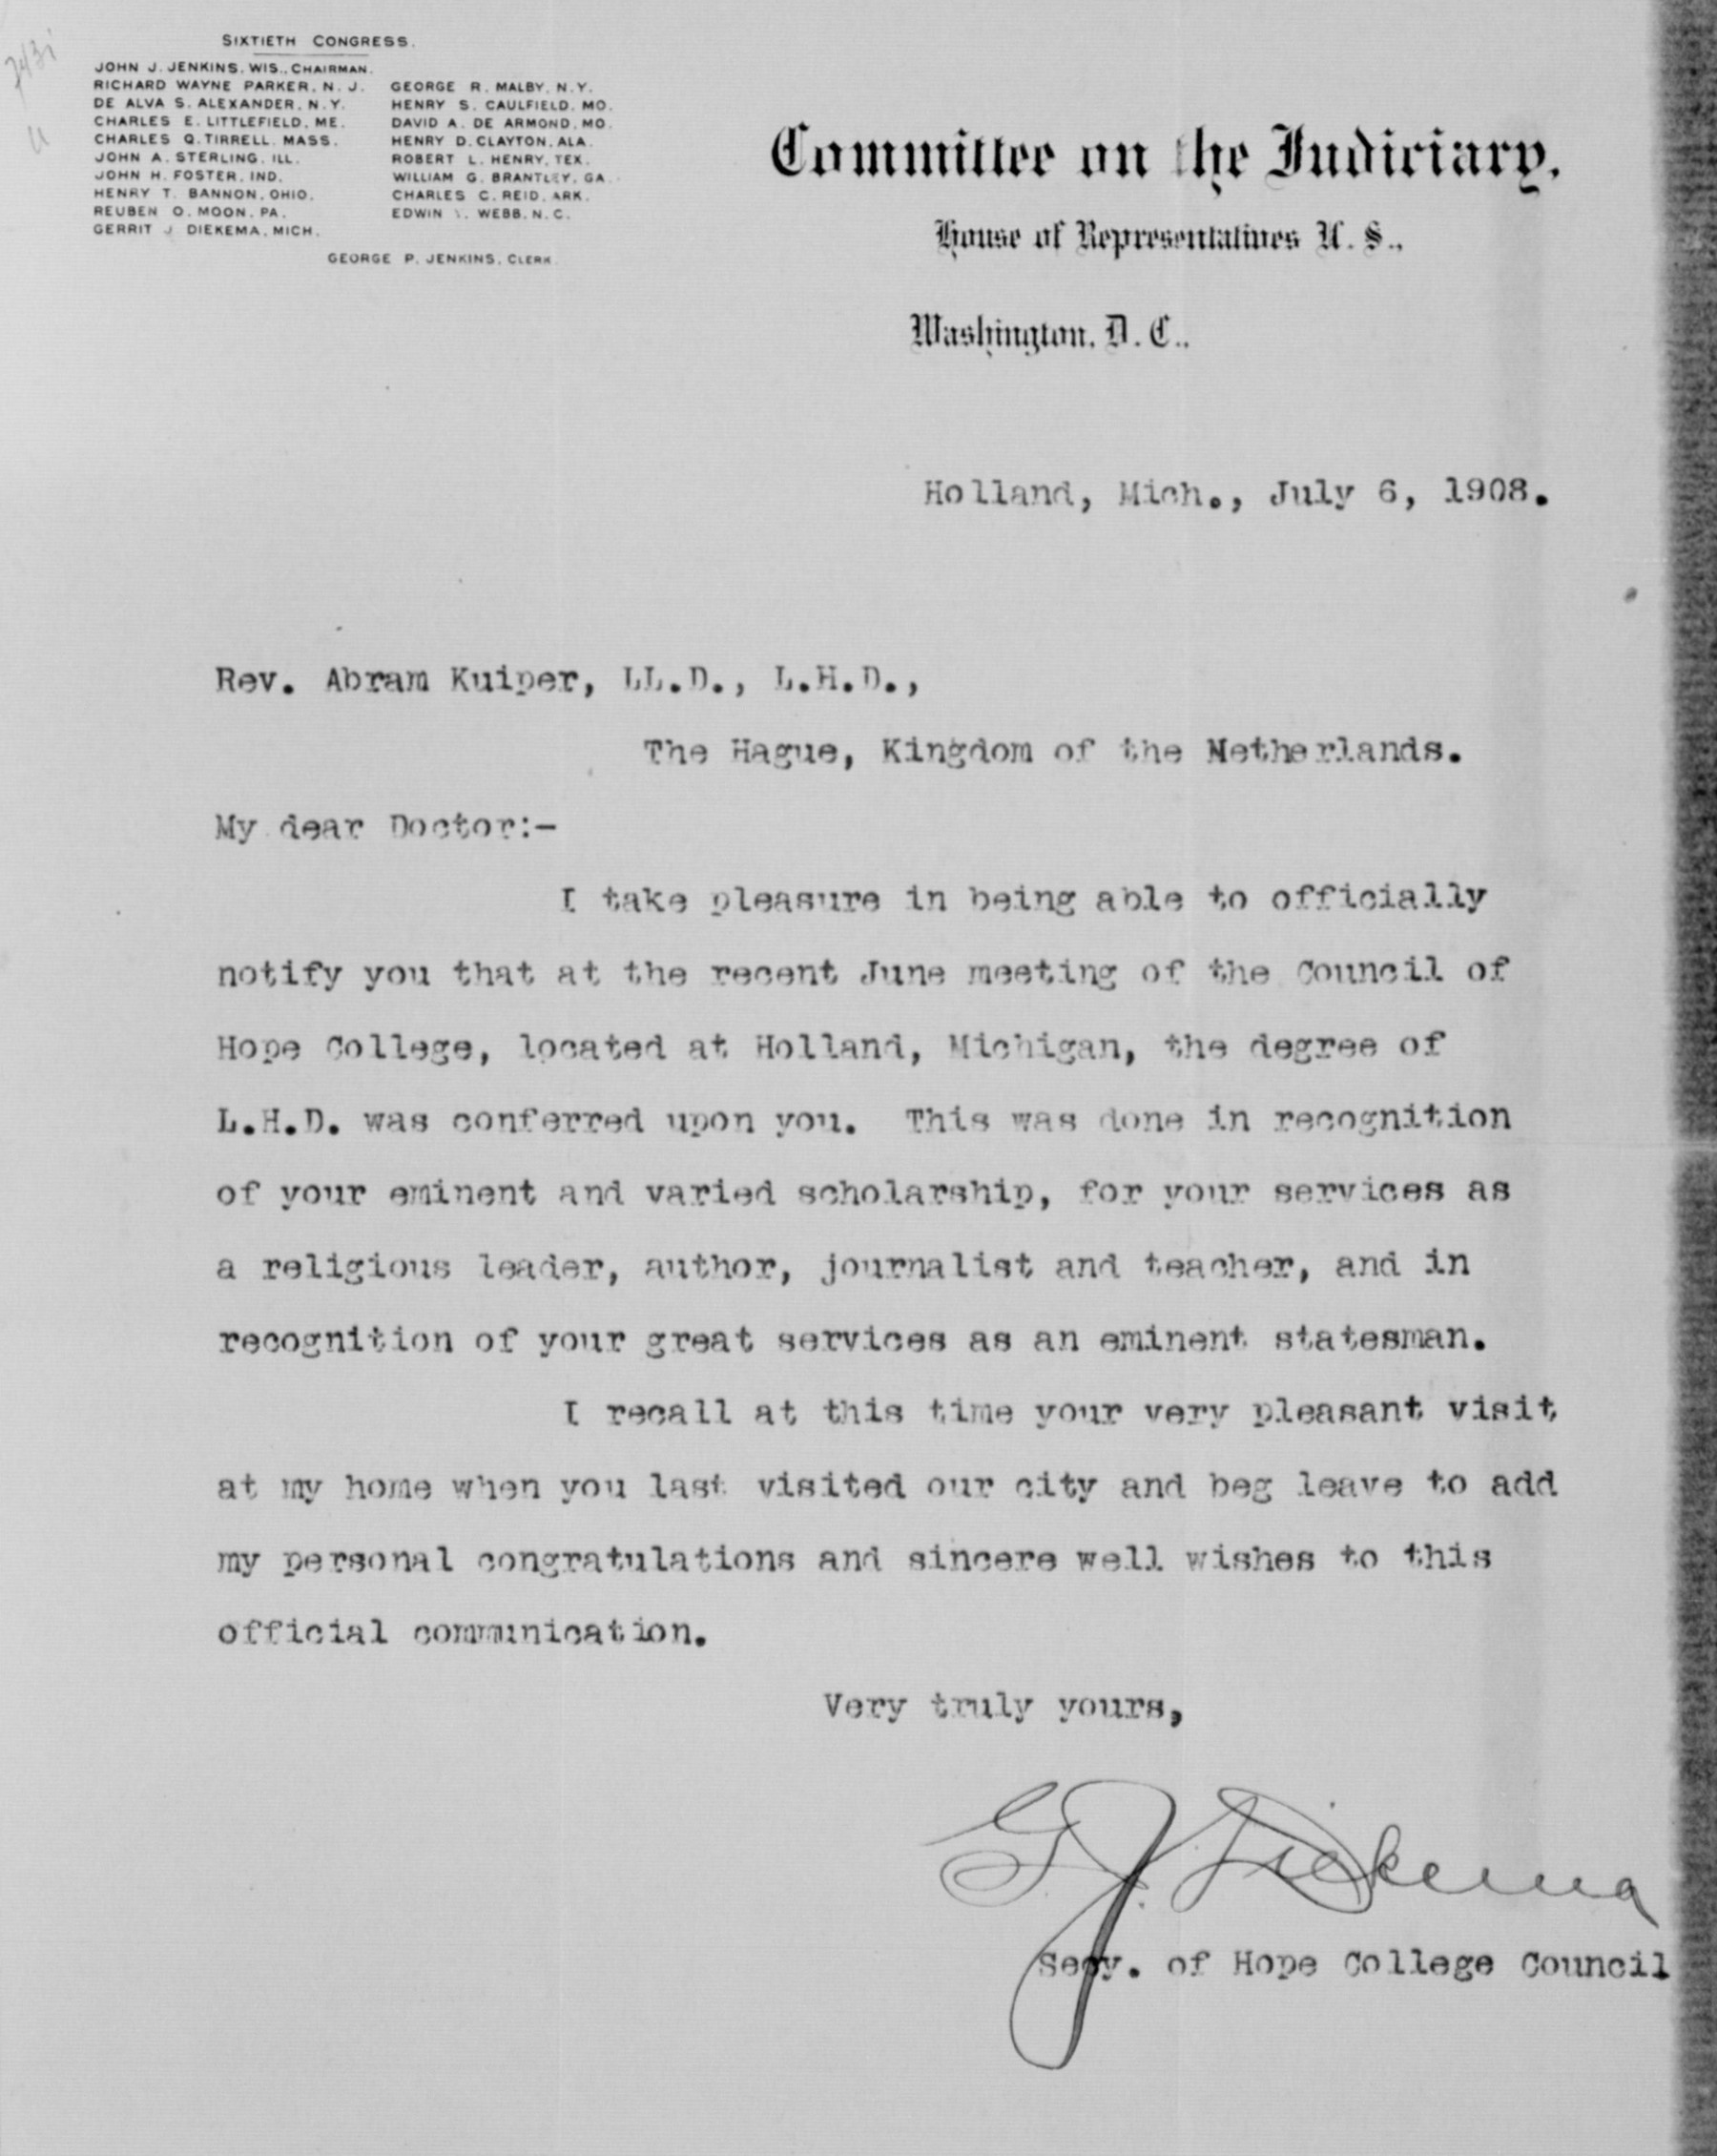 SIXTIETH CONGRESS.
JOHN J. JENKINS, WIS., CHAIRMAN.
RICHARD WAYNE PARKER, N. J.
DE ALVA S. ALEXANDER, N.Y.
CHARLES E. LITTLEFIELD, ME.
CHARLES Q. TIRRELL, MASS.
JOHN A. STERLING, ILL.
JOHN H. FOSTER, IND.
HENRY T. BANNON, OHIO.
REUBEN O. MOON, PA.
GERRIT J DIEKEMA, MICH.
GEORGE R. MALBY, N.Y.
HENRY S. CAULFIELD, MO.
DAVID A. DE ARMOND, MO.
HENRY D. CLAYTON, ALA.
ROBERT L. HENRY, TEX.
WILLIAM G. BRANTLEY, GA.
CHARLES C. REID, ARK.
EDWIN Y. WEBB, N.C.
GEORGE P. JENKINS, CLERK.
Committee on the Judiciary,
House of Representatives U. S.,
Washington, D. C.,
Holland, Mich., July 6, 1908.
Rev. Abram Kuiper, LL.D., L.H.D.,
The Hague, Kingdom of the Netherlands.
My dear Doctor:-
I take pleasure in being able to officially
notify you that at the recent June meeting of the Council of
Hope College, located at Holland, Michigan, the degree of
L.H.D. was conferred upon you. This was done in recognition
of your eminent and varied scholarship, for your services as
a religious leader, author, journalist and teacher, and in
recognition of your great services as an eminent statesman.
I recall at this time your very pleasant visit
at my home when you last visited our city and beg leave to add
my personal congratulations and sincere well wishes to this
official communication.
Very truly yours,
G. J. Diekema
Secy. of Hope College Council